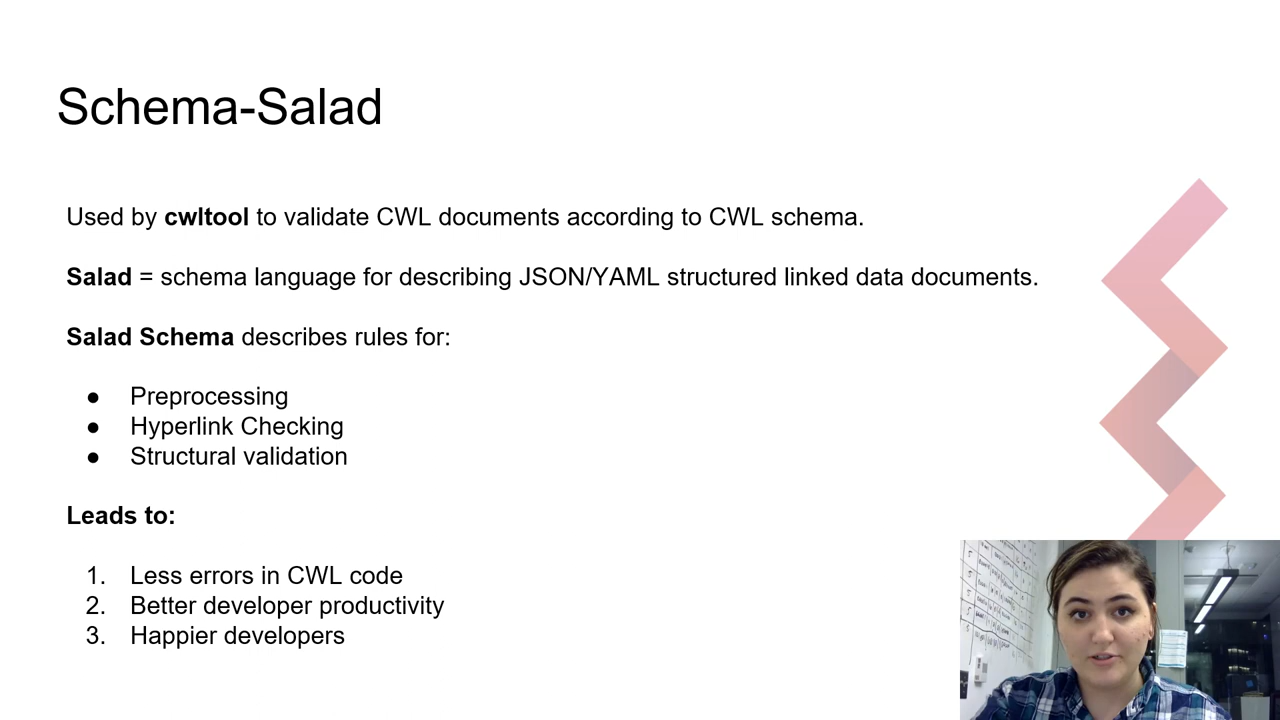 Schema-Salad
Used by cwltool to validate CWL documents according to CWL schema.
Salad = schema language for describing JSON/YAML structured linked data documents.
Salad Schema describes rules for:
● Preprocessing
● Hyperlink Checking
● Structural validation
Leads to:
1. Less errors in CWL code
2. Better developer productivity
3. Happier developers